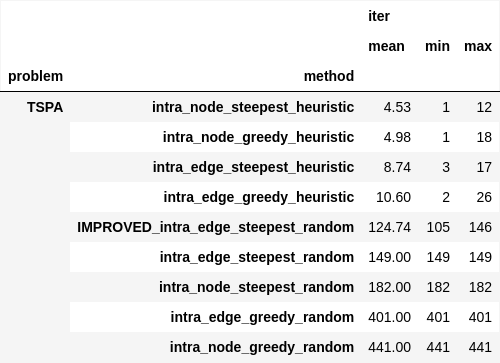 iter
mean min max
problem method
TSPA intra_node_steepest_heuristic 4.53 1 12
intra_node_greedy_heuristic 4.98 1 18
intra_edge_steepest_heuristic 8.74 3 17
intra_edge_greedy_heuristic 10.60 2 26
IMPROVED_intra_edge_steepest_random 124.74 105 146
intra_edge_steepest_random 149.00 149 149
intra_node_steepest_random 182.00 182 182
intra_edge_greedy_random 401.00 401 401
intra_node_greedy_random 441.00 441 441